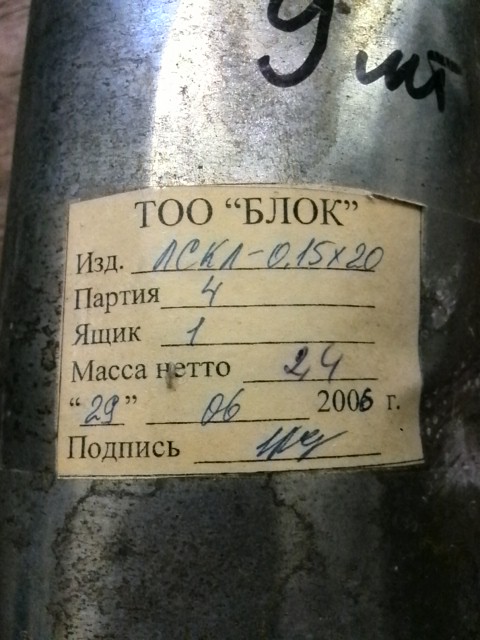 9 шт
ТОО “БЛОК”
Изд. ЛСКЛ-0,15х20
Партия 4
Ящик 1
Масса нетто 24
“29” 06 2006 г.
Подпись